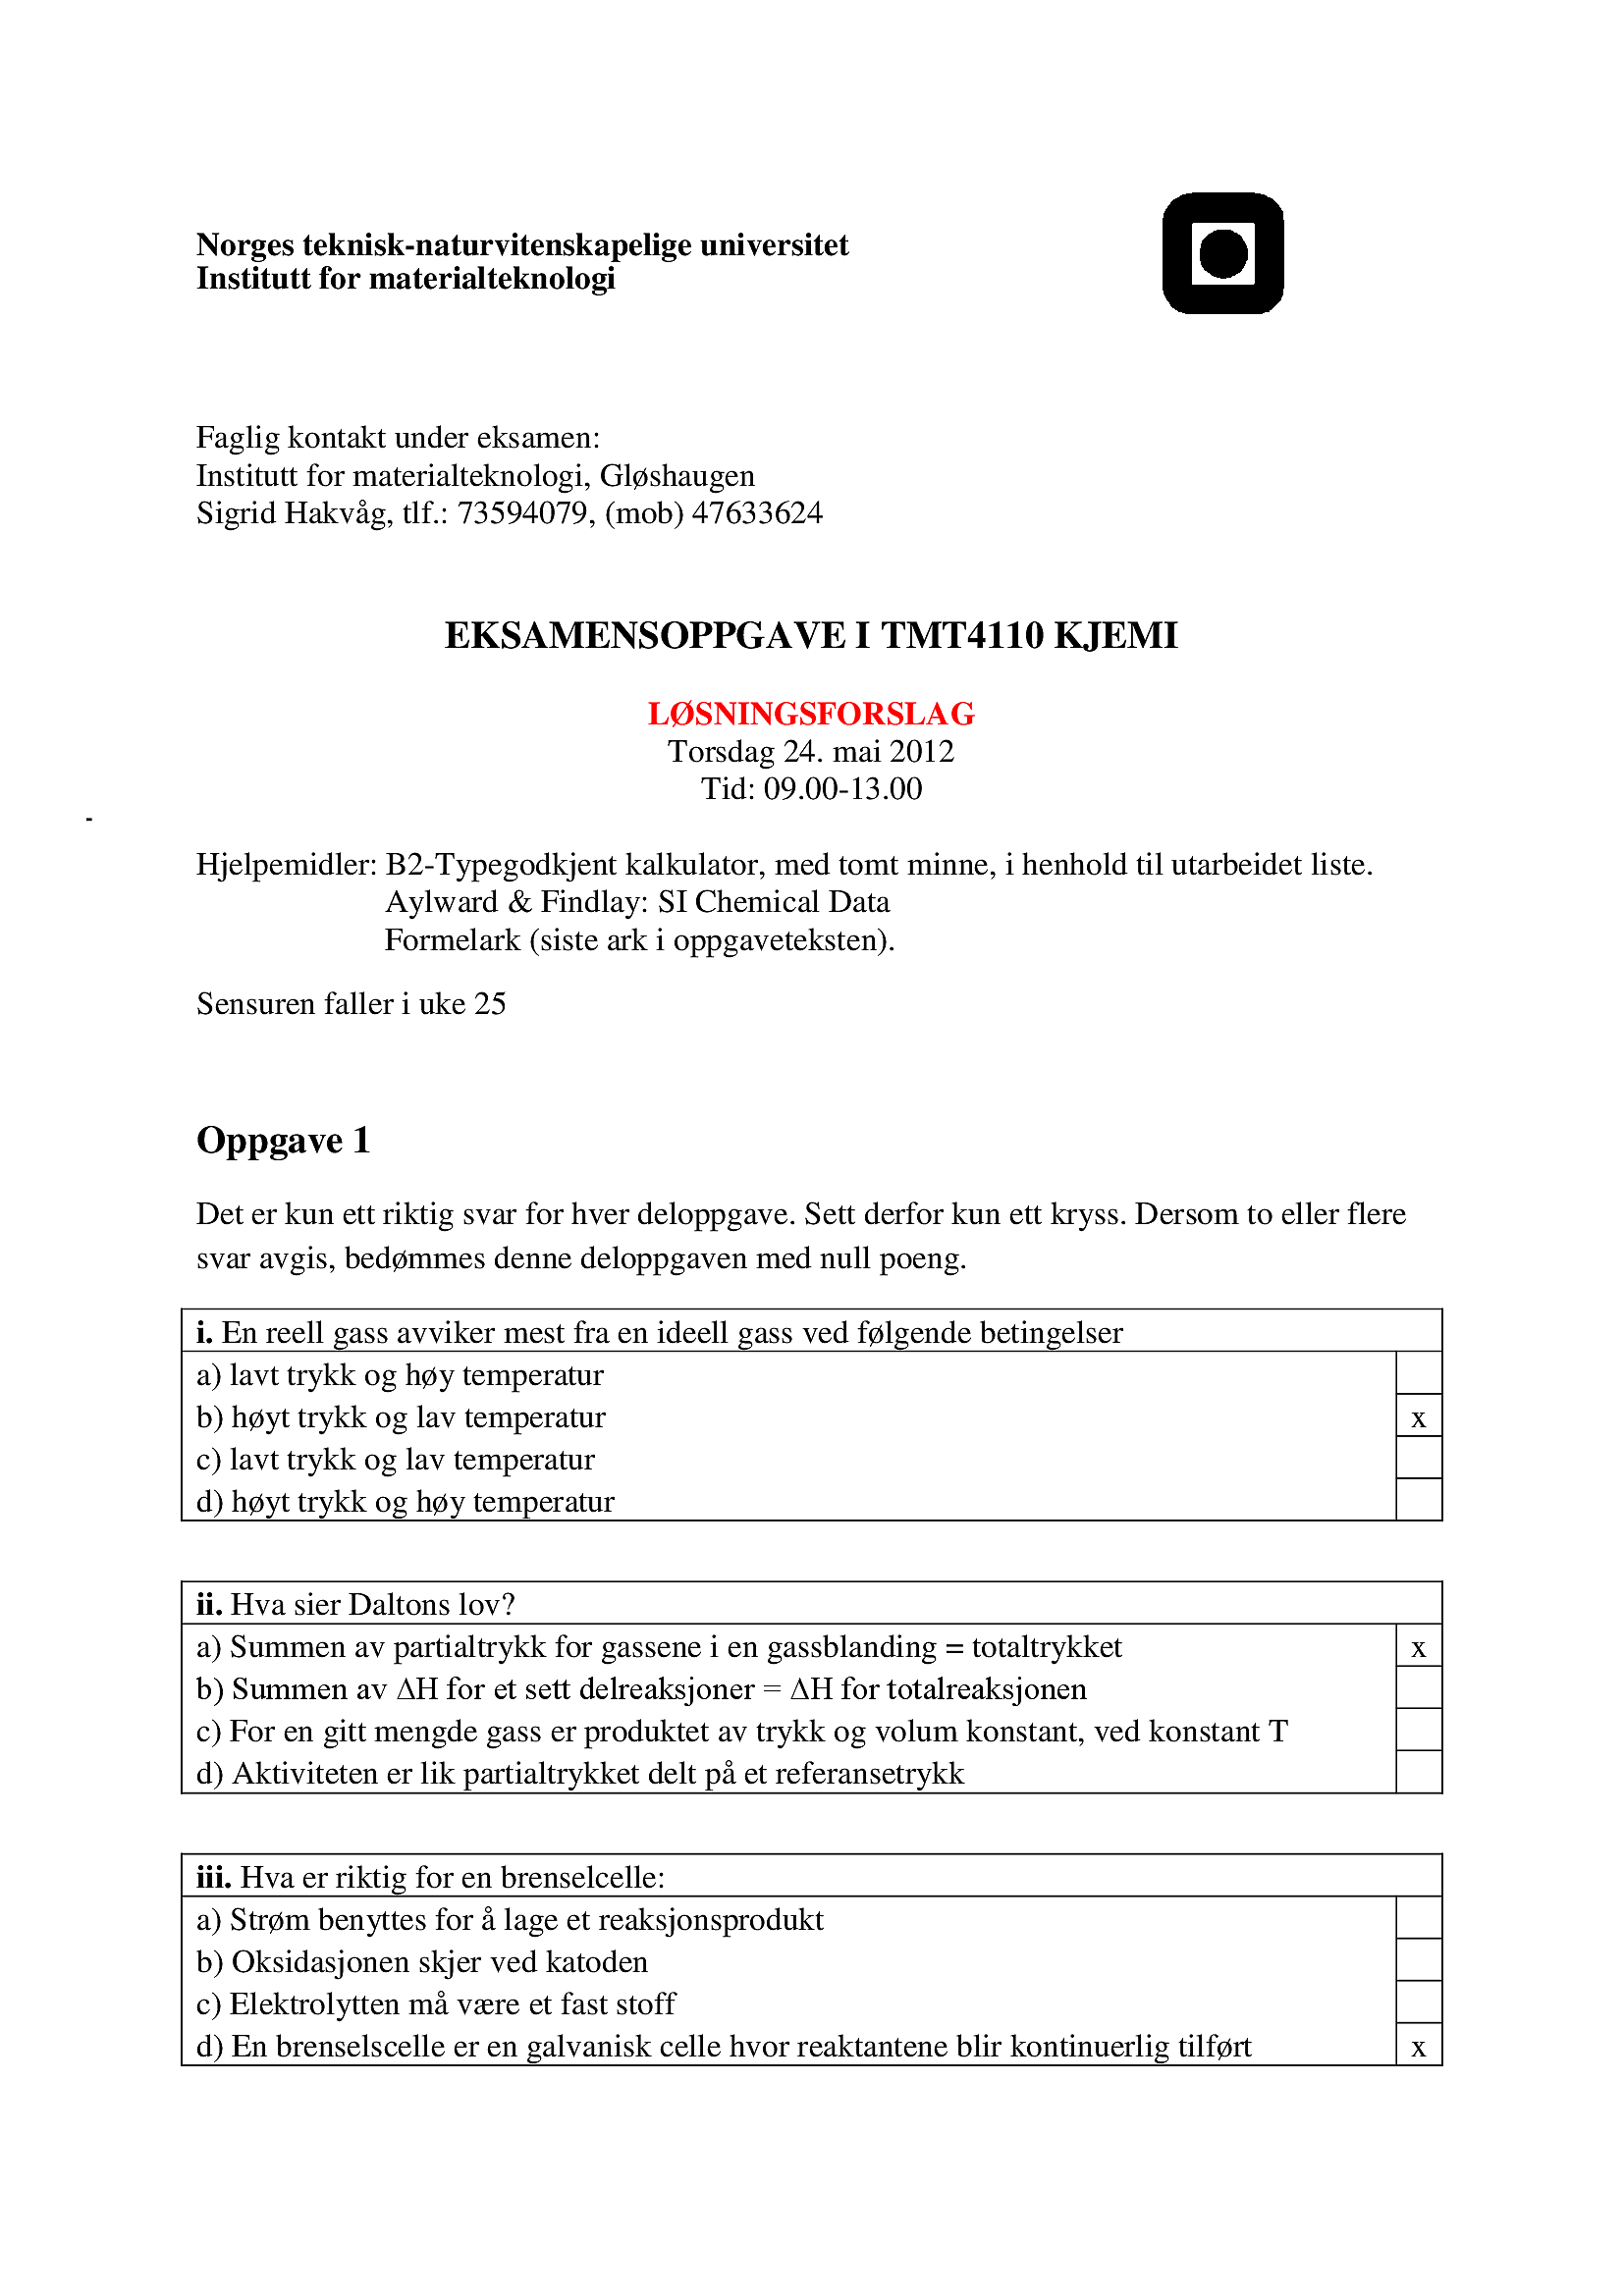 Norges teknisk-naturvitenskapelige universitet
Institutt for materialteknologi
Faglig kontakt under eksamen:
Institutt for materialteknologi, Gløshaugen
Sigrid Hakvåg, tlf.: 73594079, (mob) 47633624
EKSAMENSOPPGAVE I TMT4110 KJEMI
LØSNINGSFORSLAG
Torsdag 24. mai 2012
Tid: 09.00-13.00
-
Hjelpemidler: B2-Typegodkjent kalkulator, med tomt minne, i henhold til utarbeidet liste.
Aylward & Findlay: SI Chemical Data
Formelark (siste ark i oppgaveteksten).
Sensuren faller i uke 25
Oppgave 1
Det er kun ett riktig svar for hver deloppgave. Sett derfor kun ett kryss. Dersom to eller flere
svar avgis, bedømmes denne deloppgaven med null poeng.
i. En reell gass avviker mest fra en ideell gass ved følgende betingelser
a) lavt trykk og høy temperatur
b) høyt trykk og lav temperatur x
c) lavt trykk og lav temperatur
d) høyt trykk og høy temperatur
ii. Hva sier Daltons lov?
a) Summen av partialtrykk for gassene i en gassblanding = totaltrykket x
b) Summen av ΔH for et sett delreaksjoner = ΔH for totalreaksjonen
c) For en gitt mengde gass er produktet av trykk og volum konstant, ved konstant T
d) Aktiviteten er lik partialtrykket delt på et referansetrykk
iii. Hva er riktig for en brenselcelle:
a) Strøm benyttes for å lage et reaksjonsprodukt
b) Oksidasjonen skjer ved katoden
c) Elektrolytten må være et fast stoff
d) En brenselscelle er en galvanisk celle hvor reaktantene blir kontinuerlig tilført x